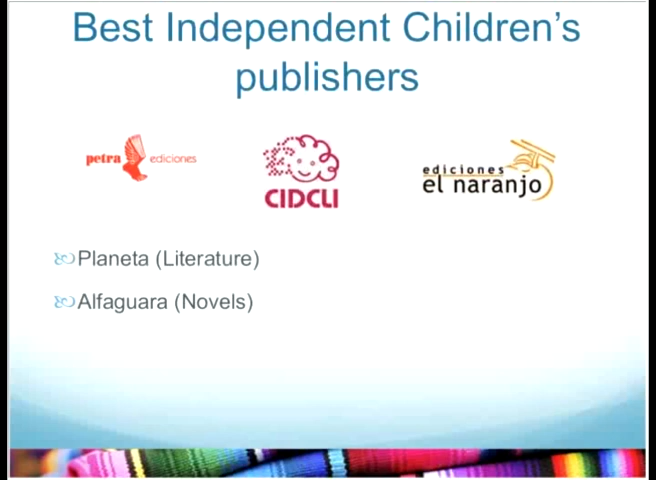 Best Independent Children's
publishers
petra ediciones
CIDCLI
ediciones
el naranjo
Planeta (Literature)
Alfaguara (Novels)